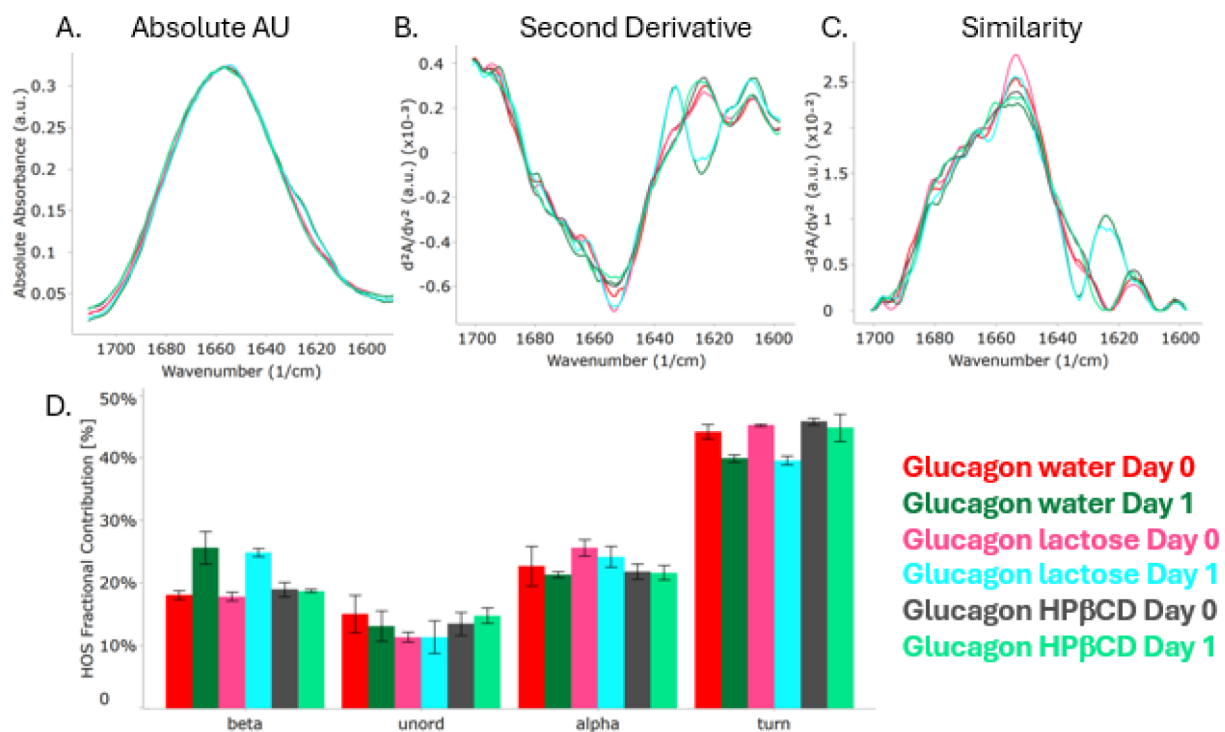 A. Absolute AU
Absolute Absorbance (a.u.)
0.3
0.25
0.2
0.15
0.1
0.05
1700 1680 1660 1640 1620 1600
Wavenumber (1/cm)
B. Second Derivative
d²A/dv² (a.u.) (x10⁻³)
0.4
0.2
0
-0.2
-0.4
-0.6
1700 1680 1660 1640 1620 1600
Wavenumber (1/cm)
C. Similarity
-d²A/dv² (a.u.) (x10⁻²)
2.5
2
1.5
1
0.5
0
1700 1680 1660 1640 1620 1600
Wavenumber (1/cm)
D.
HOS Fractional Contribution [%]
50%
40%
30%
20%
10%
0
beta unord alpha turn
Glucagon water Day 0
Glucagon water Day 1
Glucagon lactose Day 0
Glucagon lactose Day 1
Glucagon HPβCD Day 0
Glucagon HPβCD Day 1